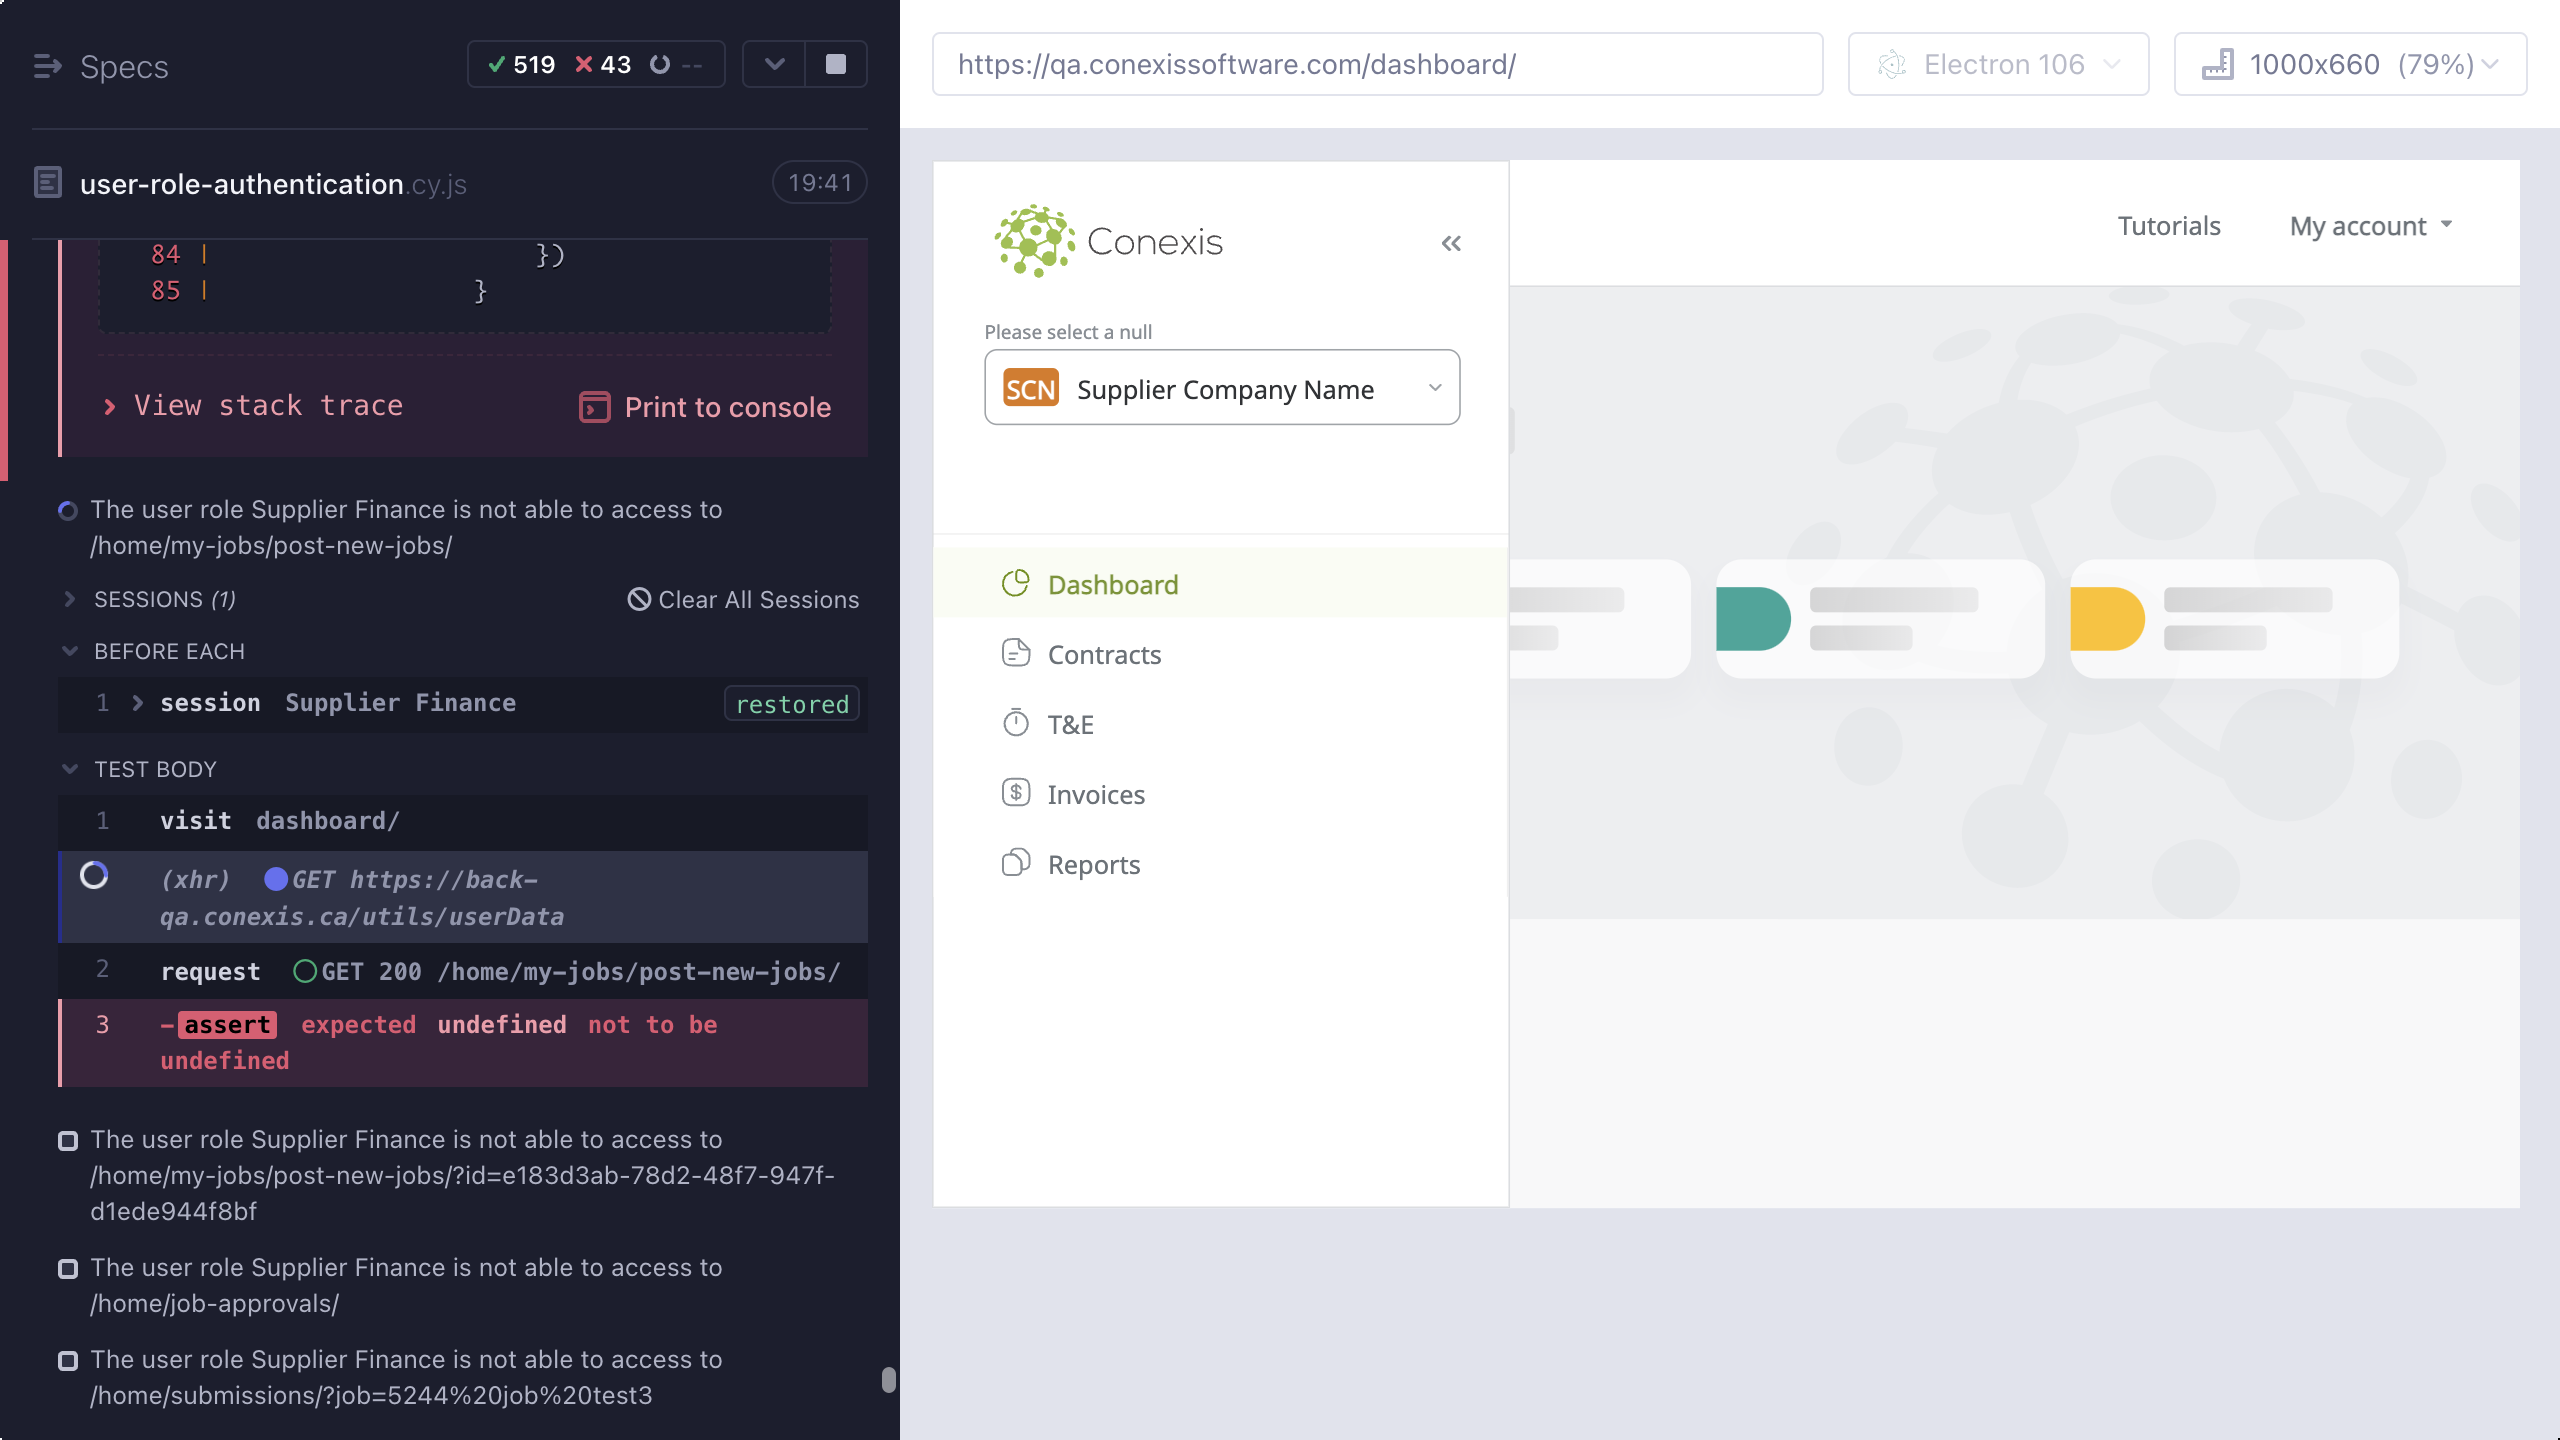 Specs
519 43 --
user-role-authentication.cy.js
19:41
84 | })
85 | }
View stack trace
Print to console
The user role Supplier Finance is not able to access to
/home/my-jobs/post-new-jobs/
SESSIONS (1)
Clear All Sessions
BEFORE EACH
1 session Supplier Finance restored
TEST BODY
1 visit dashboard/
(xhr) GET https://back-
qa.conexis.ca/utils/userData
2 request GET 200 /home/my-jobs/post-new-jobs/
3 -assert expected undefined not to be
undefined
The user role Supplier Finance is not able to access to
/home/my-jobs/post-new-jobs/?id=e183d3ab-78d2-48f7-947f-
d1ede944f8bf
The user role Supplier Finance is not able to access to
/home/job-approvals/
The user role Supplier Finance is not able to access to
/home/submissions/?job=5244%20job%20test3
https://qa.conexissoftware.com/dashboard/
Electron 106
1000x660 (79%)
Conexis
Tutorials
My account
Please select a null
SCN Supplier Company Name
Dashboard
Contracts
T&E
Invoices
Reports